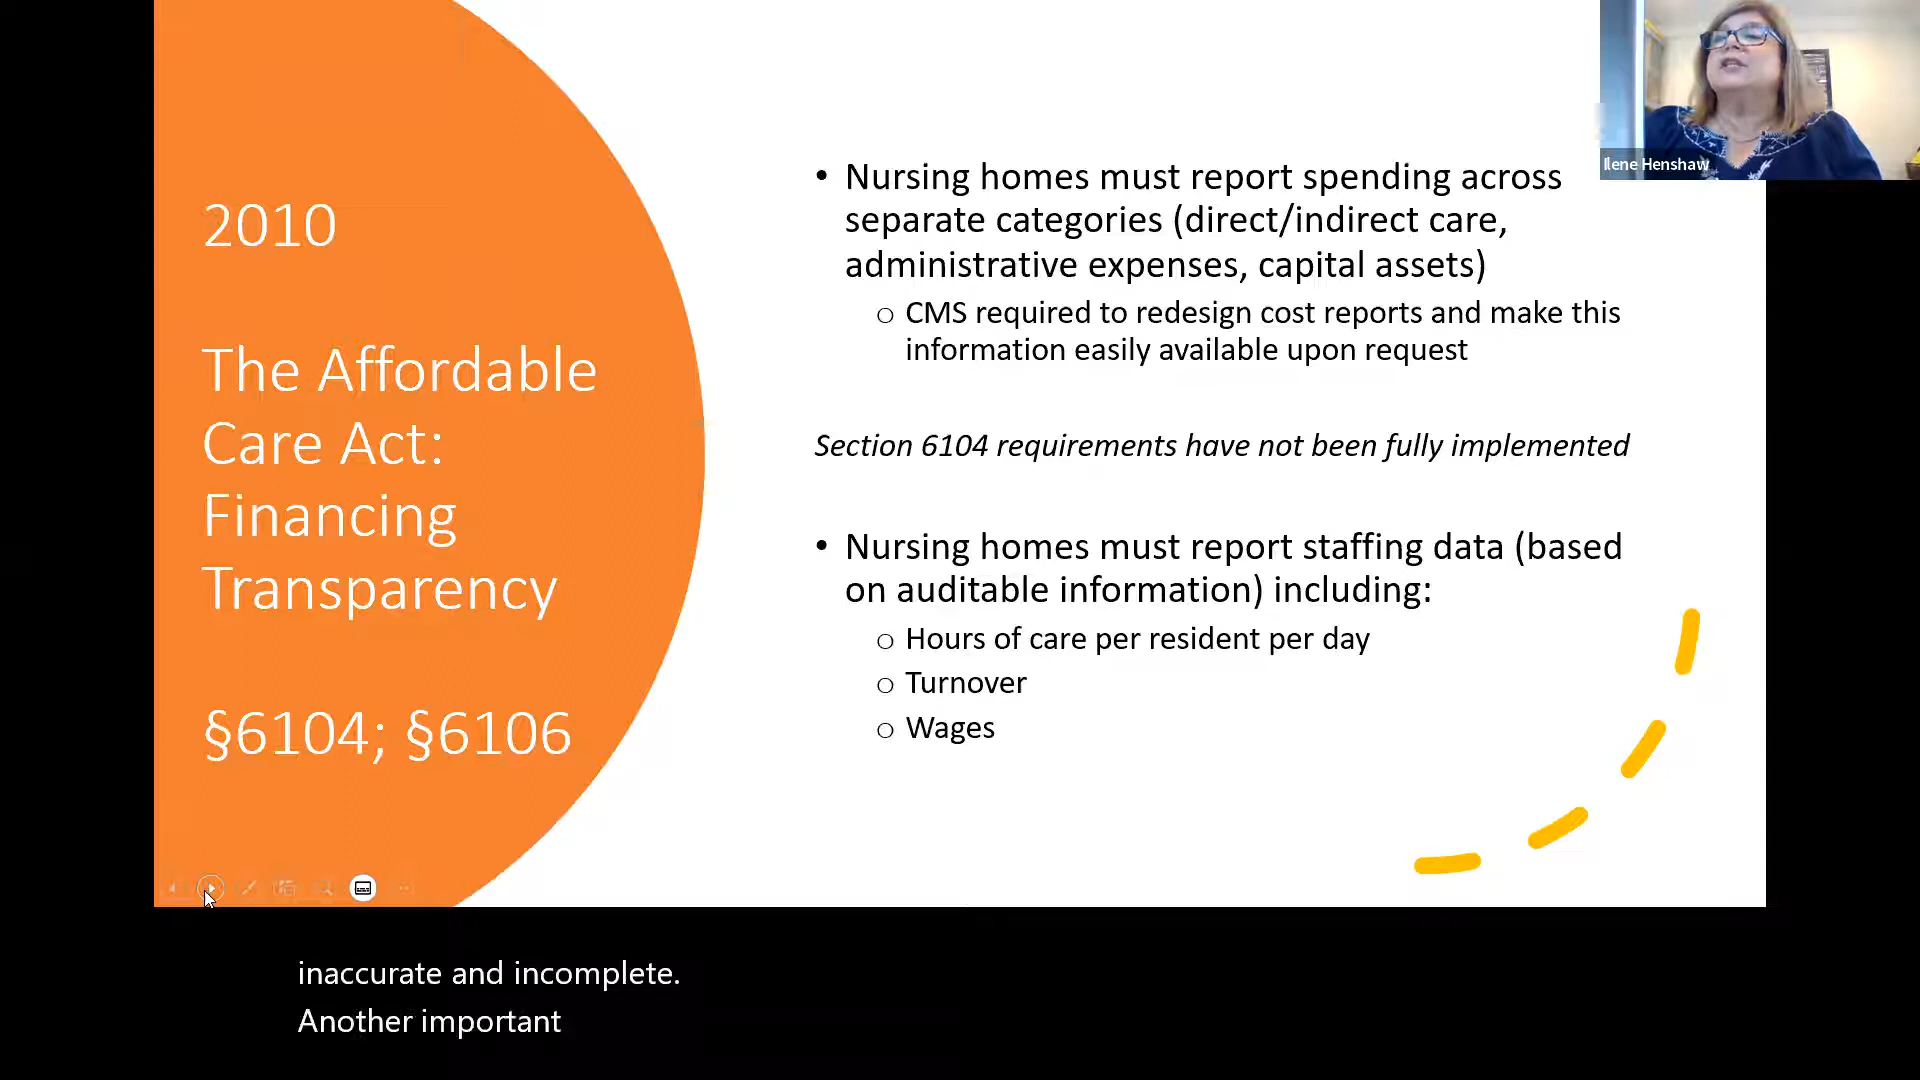 2010
The Affordable
Care Act:
Financing
Transparency
§6104; §6106
• Nursing homes must report spending across
separate categories (direct/indirect care,
administrative expenses, capital assets)
o CMS required to redesign cost reports and make this
information easily available upon request
Section 6104 requirements have not been fully implemented
• Nursing homes must report staffing data (based
on auditable information) including:
o Hours of care per resident per day
o Turnover
o Wages
Ilene Henshaw
inaccurate and incomplete.
Another important